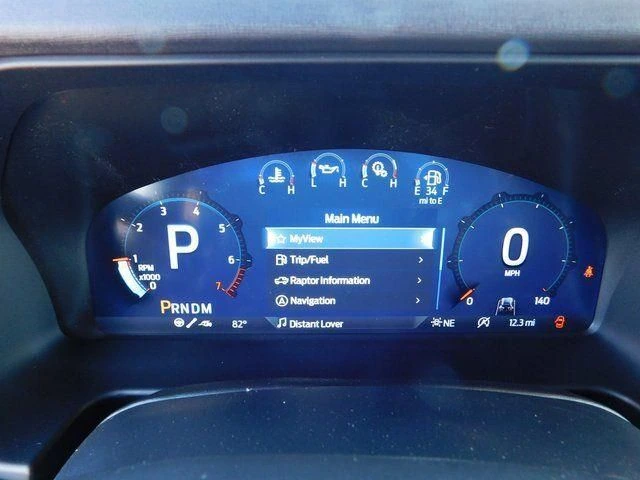 C H
L H
C H
E 34 F
mi to E
Main Menu
MyView
Trip/Fuel
Raptor Information
Navigation
Distant Lover
1 2 3 4 5 6 7 0
RPM
x1000
P
PRNDM
82°
0
MPH
0 140
NE
12.3 mi